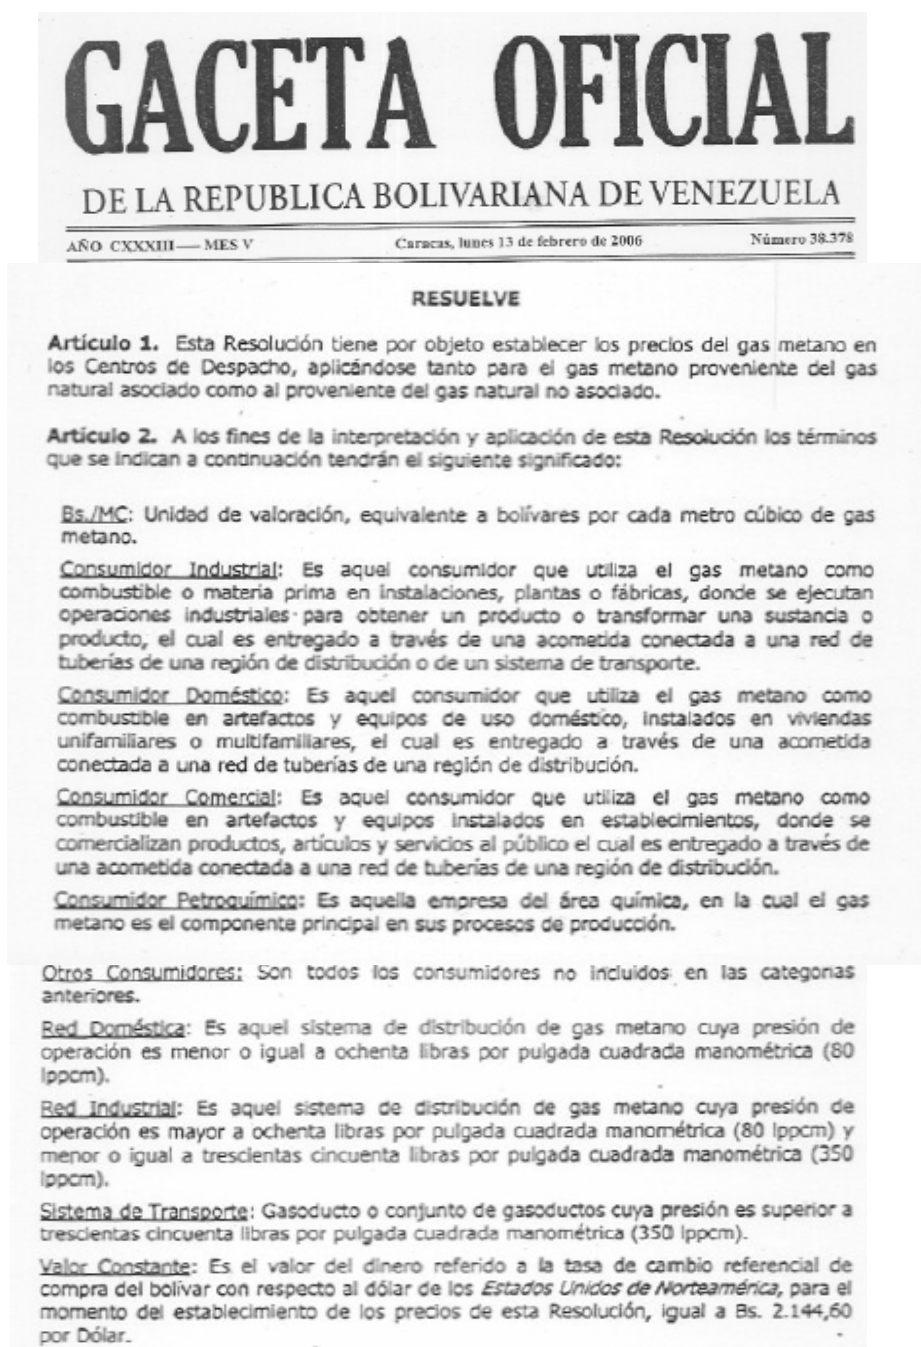 GACETA OFICIAL
DE LA REPUBLICA BOLIVARIANA DE VENEZUELA
AÑO CXXXIII — MES V Caracas, lunes 13 de febrero de 2006 Número 38.378
RESUELVE
Artículo 1. Esta Resolución tiene por objeto establecer los precios del gas metano en
los Centros de Despacho, aplicándose tanto para el gas metano proveniente del gas
natural asociado como al proveniente del gas natural no asociado.
Artículo 2. A los fines de la interpretación y aplicación de esta Resolución los términos
que se indican a continuación tendrán el siguiente significado:
Bs./MC: Unidad de valoración, equivalente a bolívares por cada metro cúbico de gas
metano.
Consumidor Industrial: Es aquel consumidor que utiliza el gas metano como
combustible o materia prima en instalaciones, plantas o fábricas, donde se ejecutan
operaciones industriales para obtener un producto o transformar una sustancia o
producto, el cual es entregado a través de una acometida conectada a una red de
tuberías de una región de distribución o de un sistema de transporte.
Consumidor Doméstico: Es aquel consumidor que utiliza el gas metano como
combustible en artefactos y equipos de uso doméstico, instalados en viviendas
unifamiliares o multifamiliares, el cual es entregado a través de una acometida
conectada a una red de tuberías de una región de distribución.
Consumidor Comercial: Es aquel consumidor que utiliza el gas metano como
combustible en artefactos y equipos instalados en establecimientos, donde se
comercializan productos, artículos y servicios al público el cual es entregado a través de
una acometida conectada a una red de tuberías de una región de distribución.
Consumidor Petroquímico: Es aquella empresa del área química, en la cual el gas
metano es el componente principal en sus procesos de producción.
Otros Consumidores: Son todos los consumidores no incluidos en las categorías
anteriores.
Red Doméstica: Es aquel sistema de distribución de gas metano cuya presión de
operación es menor o igual a ochenta libras por pulgada cuadrada manométrica (80
lppcm).
Red Industrial: Es aquel sistema de distribución de gas metano cuya presión de
operación es mayor a ochenta libras por pulgada cuadrada manométrica (80 lppcm) y
menor o igual a trescientas cincuenta libras por pulgada cuadrada manométrica (350
lppcm).
Sistema de Transporte: Gasoducto o conjunto de gasoductos cuya presión es superior a
trescientas cincuenta libras por pulgada cuadrada manométrica (350 lppcm).
Valor Constante: Es el valor del dinero referido a la tasa de cambio referencial de
compra del bolívar con respecto al dólar de los Estados Unidos de Norteamérica, para el
momento del establecimiento de los precios de esta Resolución, igual a Bs. 2.144,60
por Dólar.